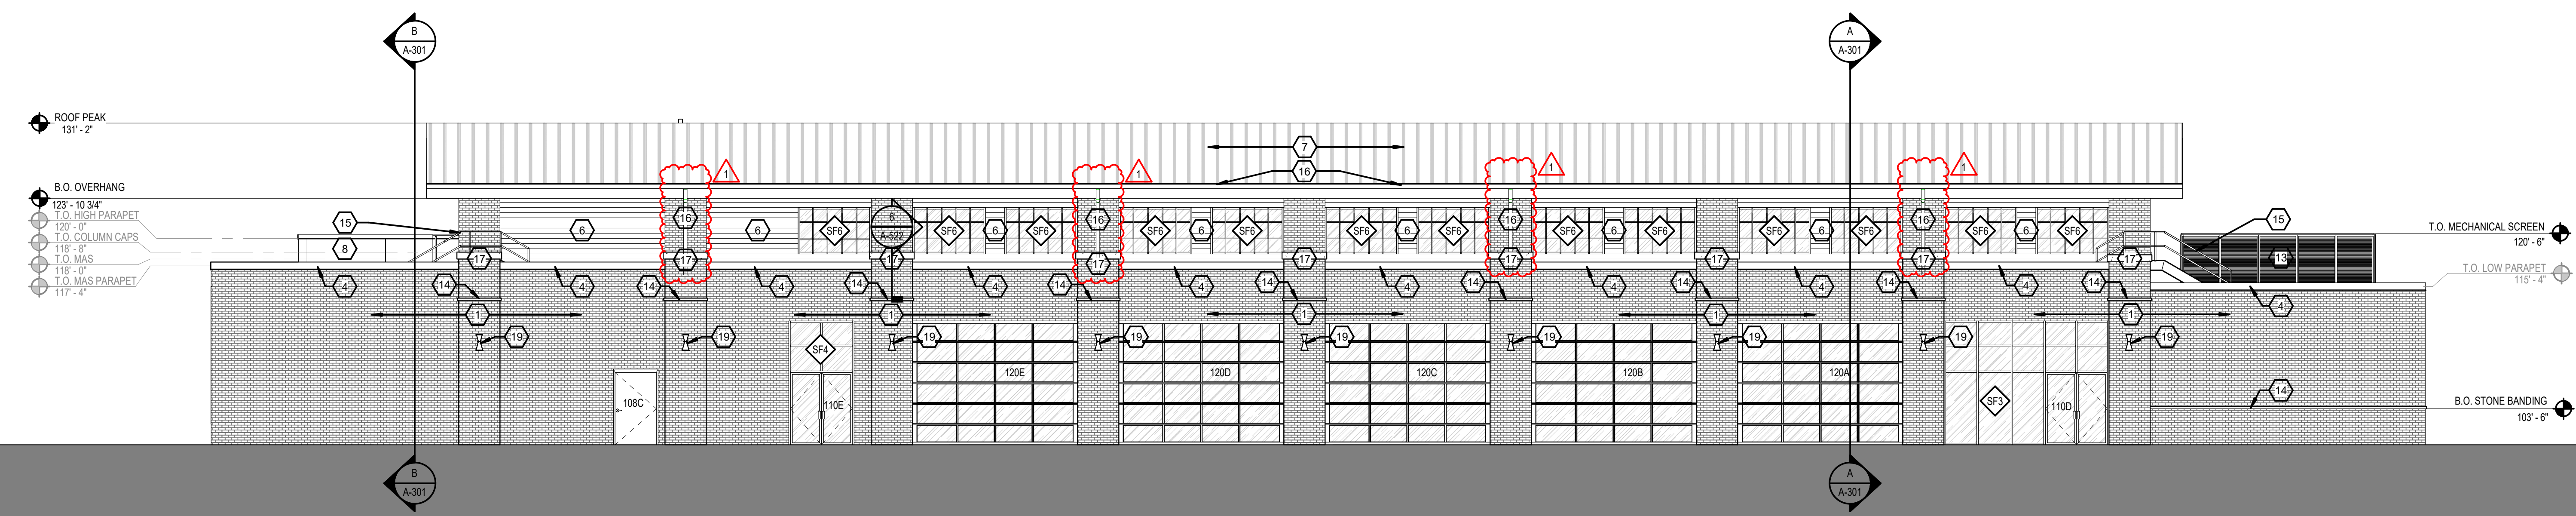 B
A-301
A
A-301
ROOF PEAK
131' - 2"
7
1
1
1
1
16
B.O. OVERHANG
123' - 10 3/4"
T.O. HIGH PARAPET
120' - 0"
T.O. COLUMN CAPS
118' - 8"
T.O. MAS
118' - 0"
T.O. MAS PARAPET
117' - 4"
15
8
6
16
6
SF6
6
A-522
SF6
6
SF6
16
SF6
6
SF6
SF6
6
SF6
16
SF6
6
SF6
SF6
6
SF6
16
SF6
6
SF6
15
T.O. MECHANICAL SCREEN
120' - 6"
17
17
17
17
17
17
17
17
17
13
T.O. LOW PARAPET
115' - 4"
4
14
4
14
4
14
4
14
4
14
4
14
4
14
4
14
4
14
4
1
1
1
1
1
19
19
19
19
19
19
19
19
19
SF4
108C
110E
120E
120D
120C
120B
120A
SF3
110D
14
B.O. STONE BANDING
103' - 6"
B
A-301
A
A-301